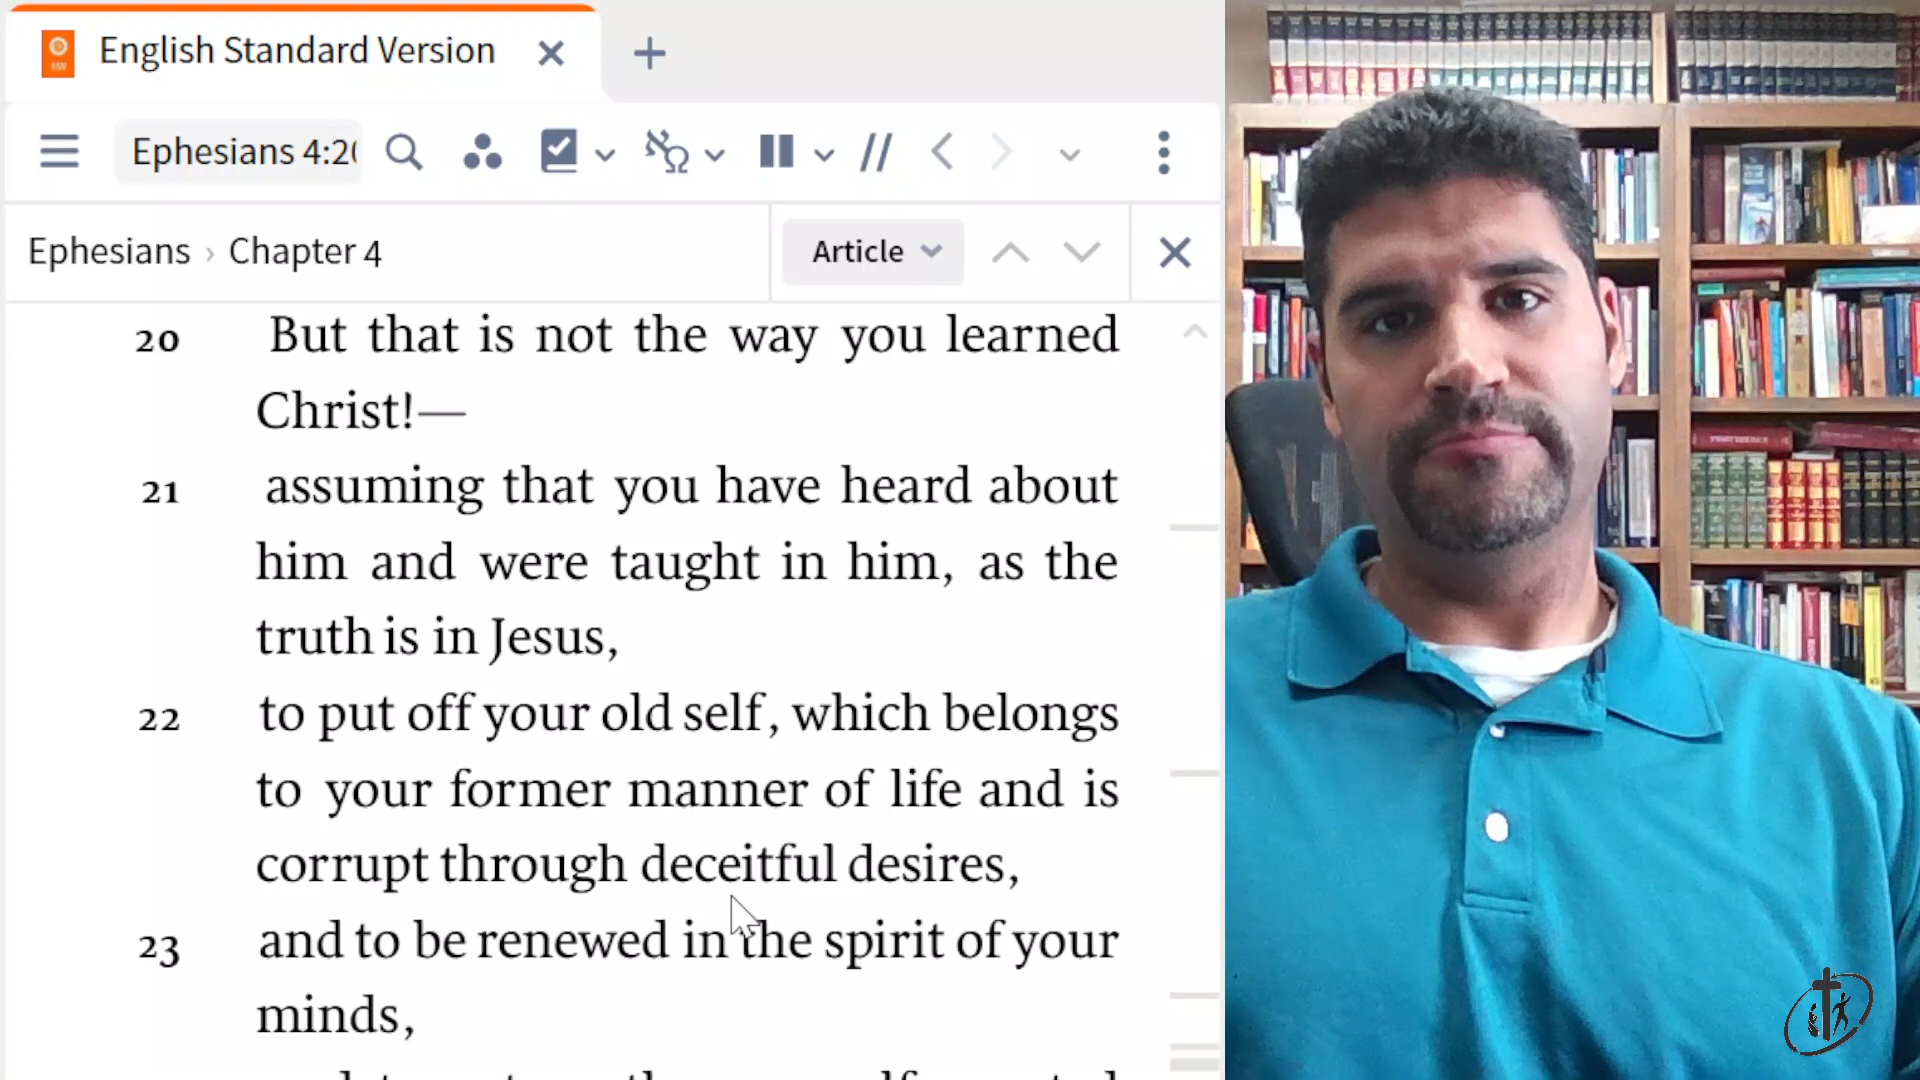 English Standard Version
Ephesians 4:20
Ephesians › Chapter 4
Article
20 But that is not the way you learned
Christ!—
21 assuming that you have heard about
him and were taught in him, as the
truth is in Jesus,
22 to put off your old self, which belongs
to your former manner of life and is
corrupt through deceitful desires,
23 and to be renewed in the spirit of your
minds,